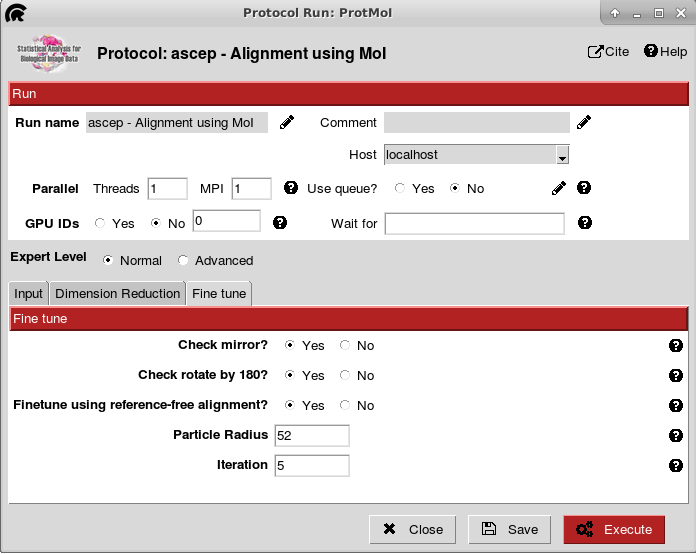 Protocol Run: ProtMoI
Statistical Analysis for
Biological Image Data
Protocol: ascep - Alignment using MoI
Cite
Help
Run
Run name ascep - Alignment using MoI Comment
Host localhost
Parallel Threads 1 MPI 1 Use queue? Yes No
GPU IDs Yes No 0 Wait for
Expert Level Normal Advanced
Input Dimension Reduction Fine tune
Fine tune
Check mirror? Yes No
Check rotate by 180? Yes No
Finetune using reference-free alignment? Yes No
Particle Radius 52
Iteration 5
Close Save Execute